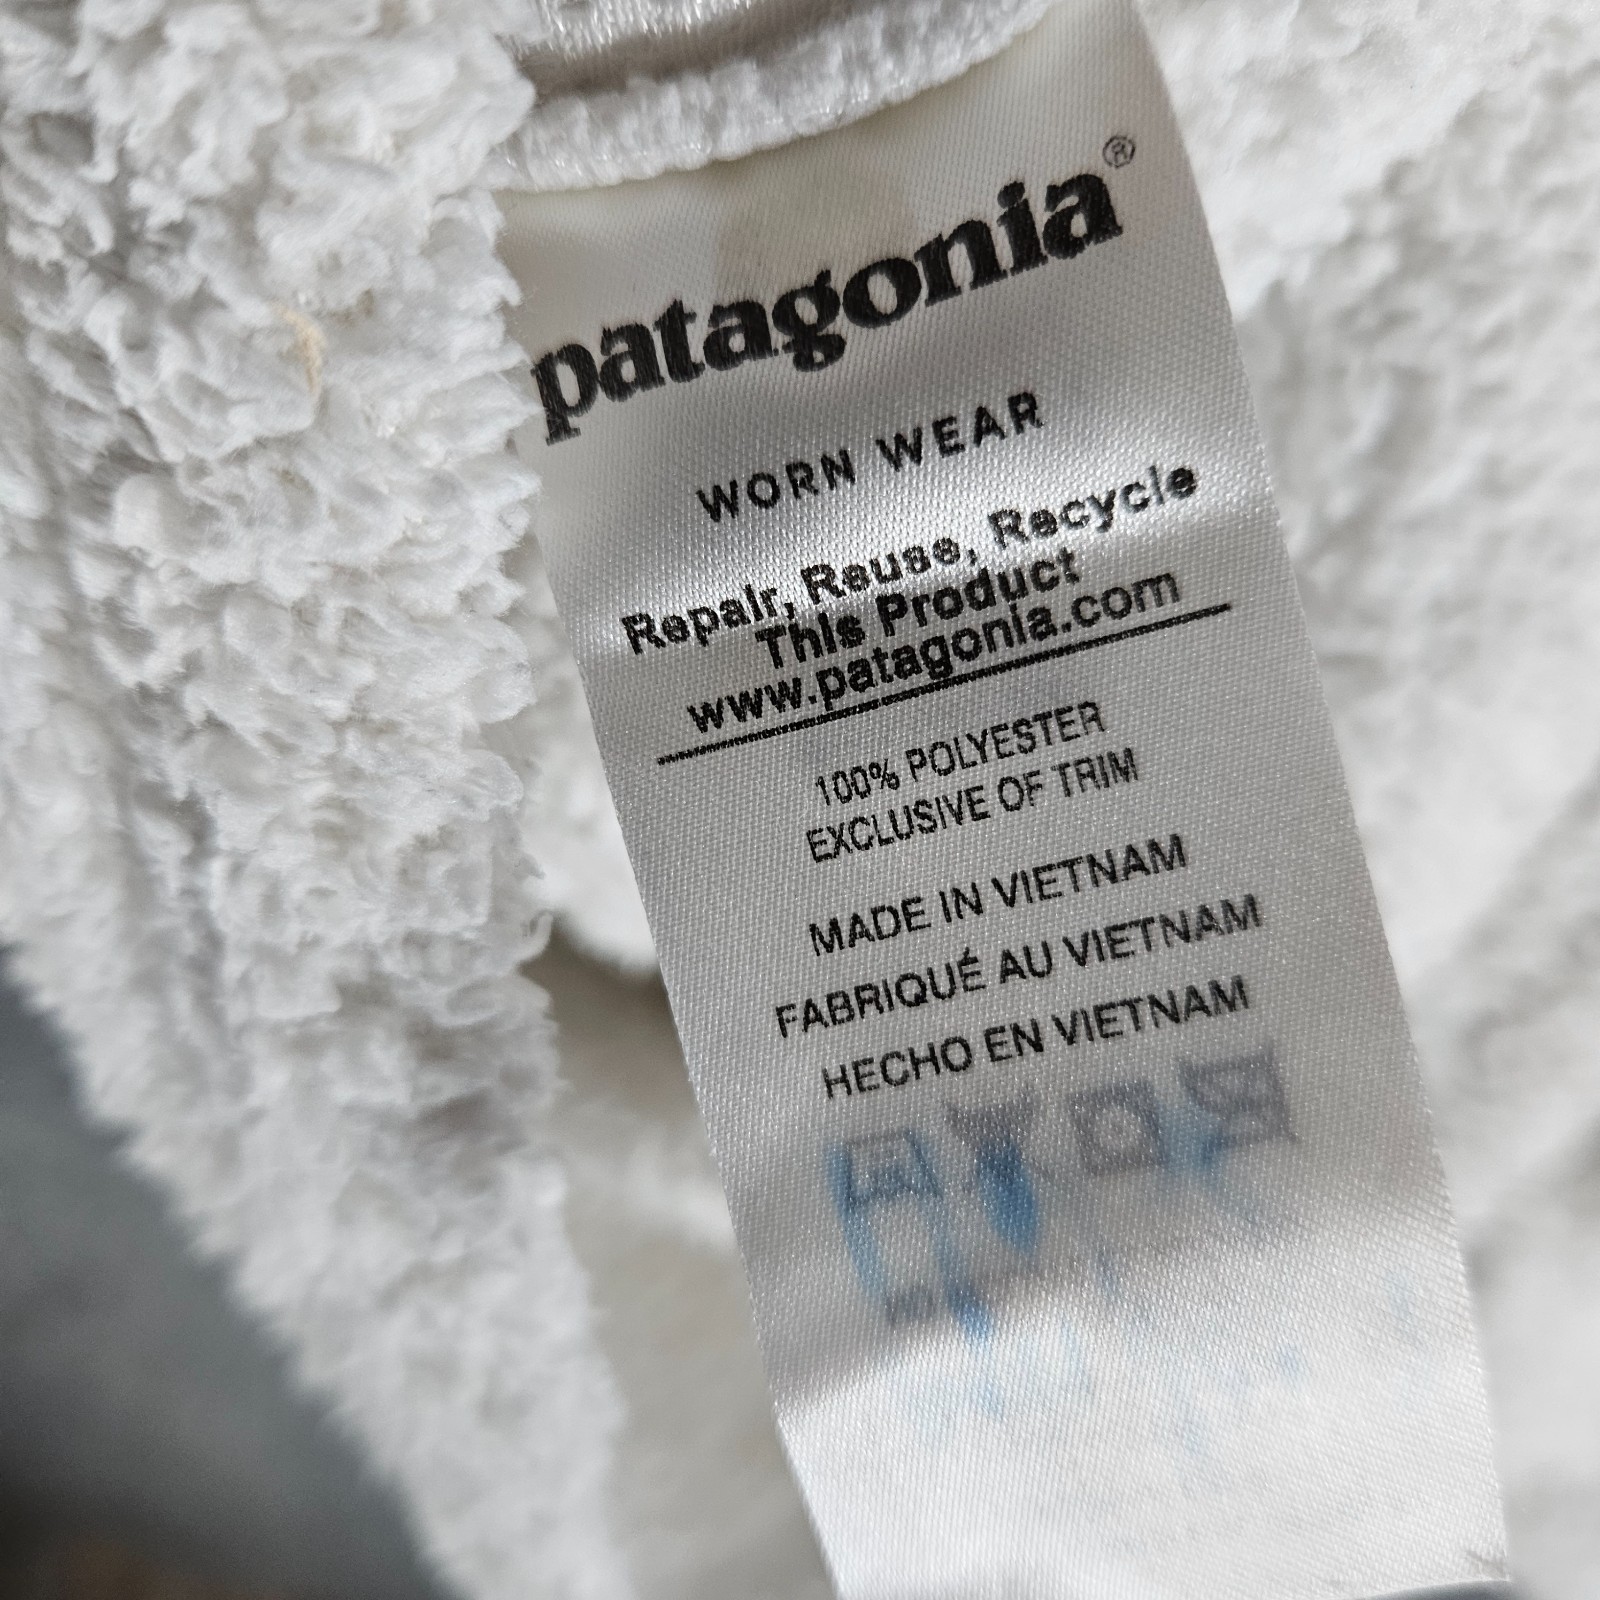 patagonia®
WORN WEAR
Repair, Reuse, Recycle
This Product
www.patagonia.com
100% POLYESTER
EXCLUSIVE OF TRIM
MADE IN VIETNAM
FABRIQUÉ AU VIETNAM
HECHO EN VIETNAM